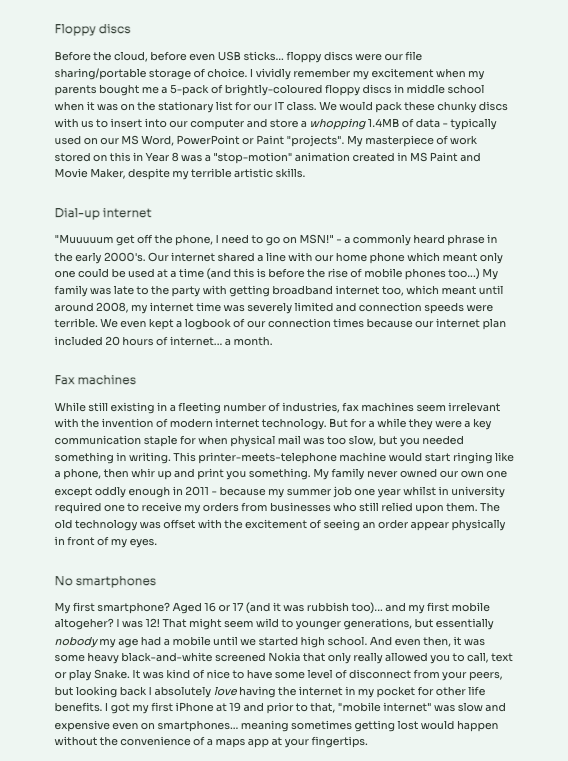 Floppy discs
Before the cloud, before even USB sticks... floppy discs were our file
sharing/portable storage of choice. I vividly remember my excitement when my
parents bought me a 5-pack of brightly-coloured floppy discs in middle school
when it was on the stationary list for our IT class. We would pack these chunky discs
with us to insert into our computer and store a whopping 1.4MB of data - typically
used on our MS Word, PowerPoint or Paint "projects". My masterpiece of work
stored on this in Year 8 was a "stop-motion" animation created in MS Paint and
Movie Maker, despite my terrible artistic skills.
Dial-up internet
"Muuuuum get off the phone, I need to go on MSN!" - a commonly heard phrase in
the early 2000's. Our internet shared a line with our home phone which meant only
one could be used at a time (and this is before the rise of mobile phones too...) My
family was late to the party with getting broadband internet too, which meant until
around 2008, my internet time was severely limited and connection speeds were
terrible. We even kept a logbook of our connection times because our internet plan
included 20 hours of internet... a month.
Fax machines
While still existing in a fleeting number of industries, fax machines seem irrelevant
with the invention of modern internet technology. But for a while they were a key
communication staple for when physical mail was too slow, but you needed
something in writing. This printer-meets-telephone machine would start ringing like
a phone, then whir up and print you something. My family never owned our own one
except oddly enough in 2011 - because my summer job one year whilst in university
required one to receive my orders from businesses who still relied upon them. The
old technology was offset with the excitement of seeing an order appear physically
in front of my eyes.
No smartphones
My first smartphone? Aged 16 or 17 (and it was rubbish too)... and my first mobile
altogeher? I was 12! That might seem wild to younger generations, but essentially
nobody my age had a mobile until we started high school. And even then, it was
some heavy black-and-white screened Nokia that only really allowed you to call, text
or play Snake. It was kind of nice to have some level of disconnect from your peers,
but looking back I absolutely love having the internet in my pocket for other life
benefits. I got my first iPhone at 19 and prior to that, "mobile internet" was slow and
expensive even on smartphones... meaning sometimes getting lost would happen
without the convenience of a maps app at your fingertips.